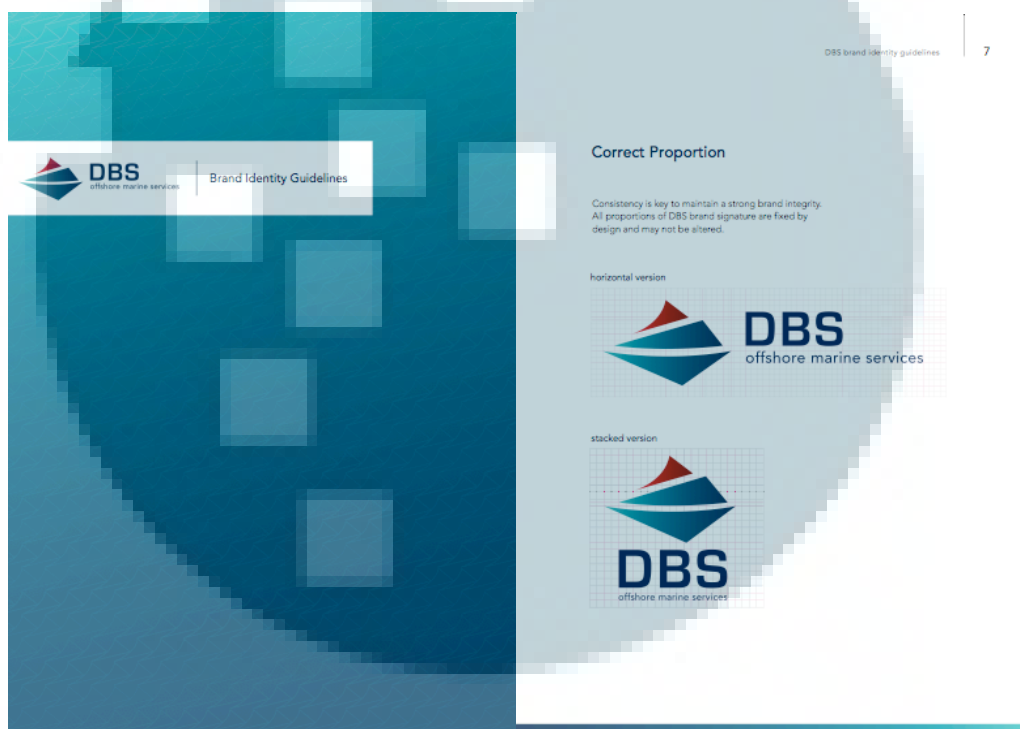 DBS
offshore marine services
Brand Identity Guidelines
DBS brand identity guidelines
7
Correct Proportion
Consistency is key to maintain a strong brand integrity.
All proportions of DBS brand signature are fixed by
design and may not be altered.
horizontal version
DBS
offshore marine services
stacked version
DBS
offshore marine services